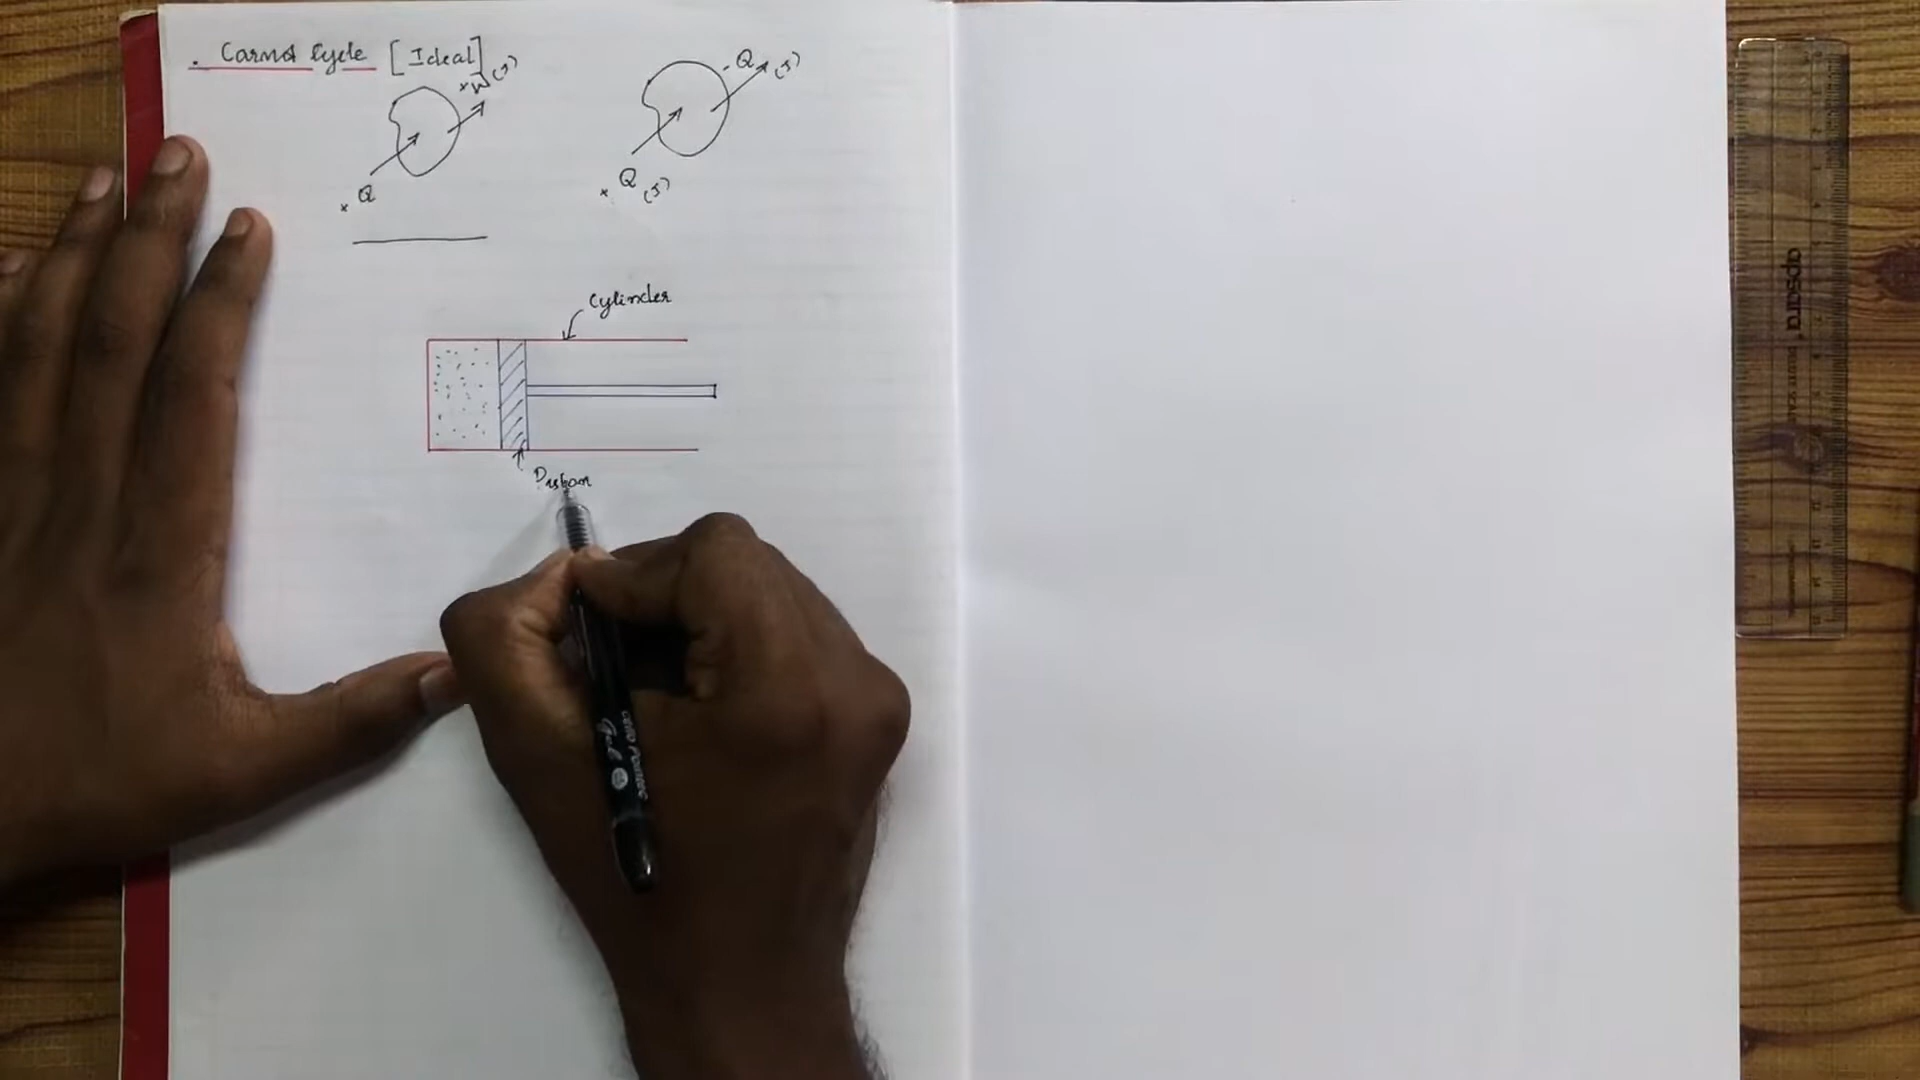 . Carnot Cycle [Ideal]
+W (J)
+ Q
- Q (J)
+ Q (J)
Cylinder
Piston
apsara